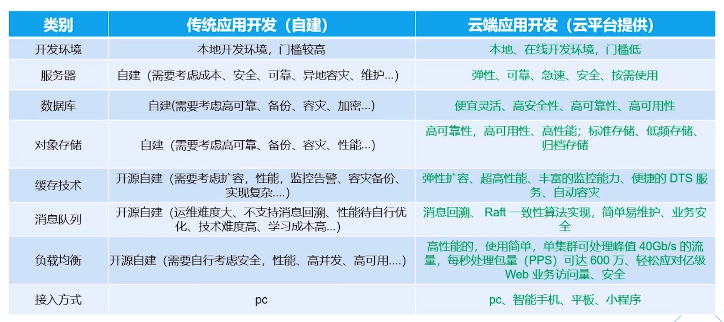 类别 传统应用开发（自建） 云端应用开发（云平台提供）
开发环境 本地开发环境，门槛较高 本地、在线开发环境，门槛低
服务器 自建（需要考虑成本、安全、可靠、异地容灾、维护...） 弹性、可靠、急速、安全、按需使用
数据库 自建(需要考虑高可靠、备份、容灾、加密...） 便宜灵活、高安全性、高可靠性、高可用性
对象存储 自建（需要考虑高可靠、备份、容灾、性能...）
高可靠性，高可用性、高性能；标准存储、低频存储、
归档存储
缓存技术
开源自建（需要考虑扩容，性能，监控告警、容灾备份、
实现复杂....）
弹性扩容、超高性能、丰富的监控能力、便捷的 DTS 服
务、自动容灾
消息队列
开源自建（运维难度大、不支持消息回溯、性能待自行优
化、技术难度高、学习成本高...）
消息回溯、 Raft 一致性算法实现，简单易维护、业务安
全
负载均衡 开源自建（需要自行考虑安全，性能、高并发、高可用....）
高性能的，使用简单，单集群可处理峰值 40Gb/s 的流
量，每秒处理包量（PPS）可达 600 万、轻松应对亿级
Web 业务访问量、安全
接入方式 pc pc、智能手机、平板、小程序